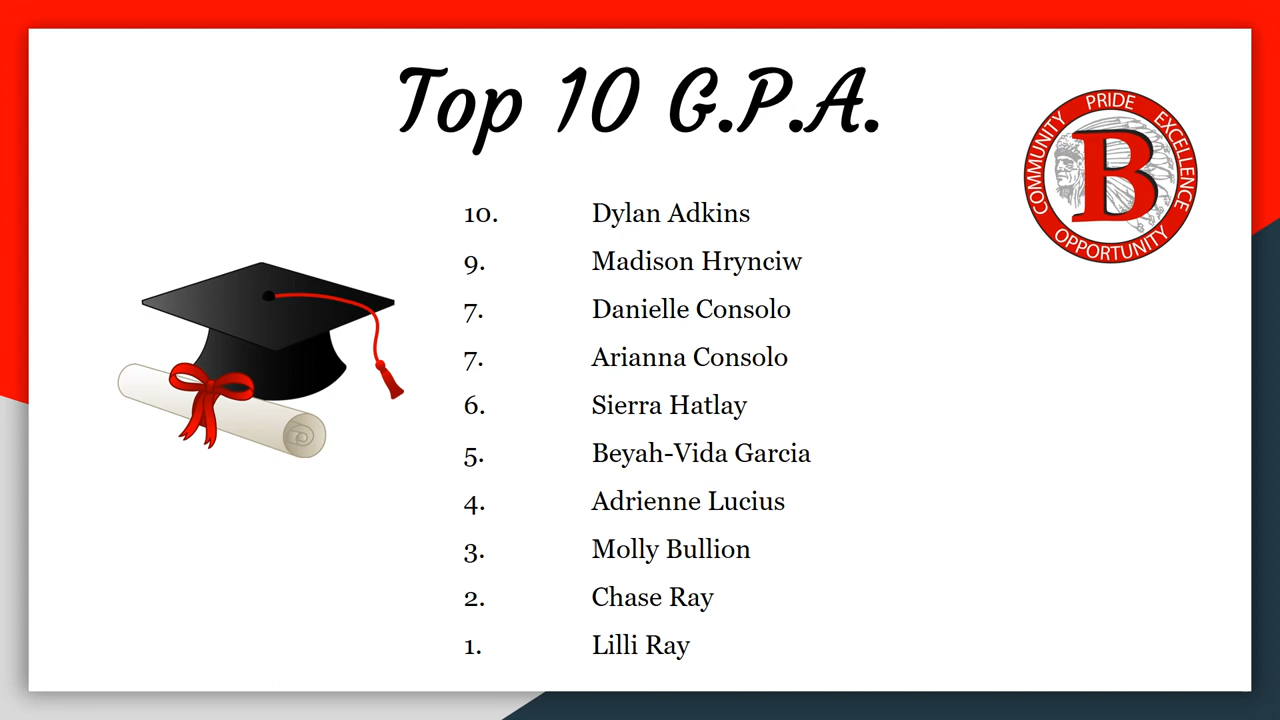 Top 10 G.P.A.
COMMUNITY PRIDE EXCELLENCE OPPORTUNITY
B
10. Dylan Adkins
9. Madison Hrynciw
7. Danielle Consolo
7. Arianna Consolo
6. Sierra Hatlay
5. Beyah-Vida Garcia
4. Adrienne Lucius
3. Molly Bullion
2. Chase Ray
1. Lilli Ray